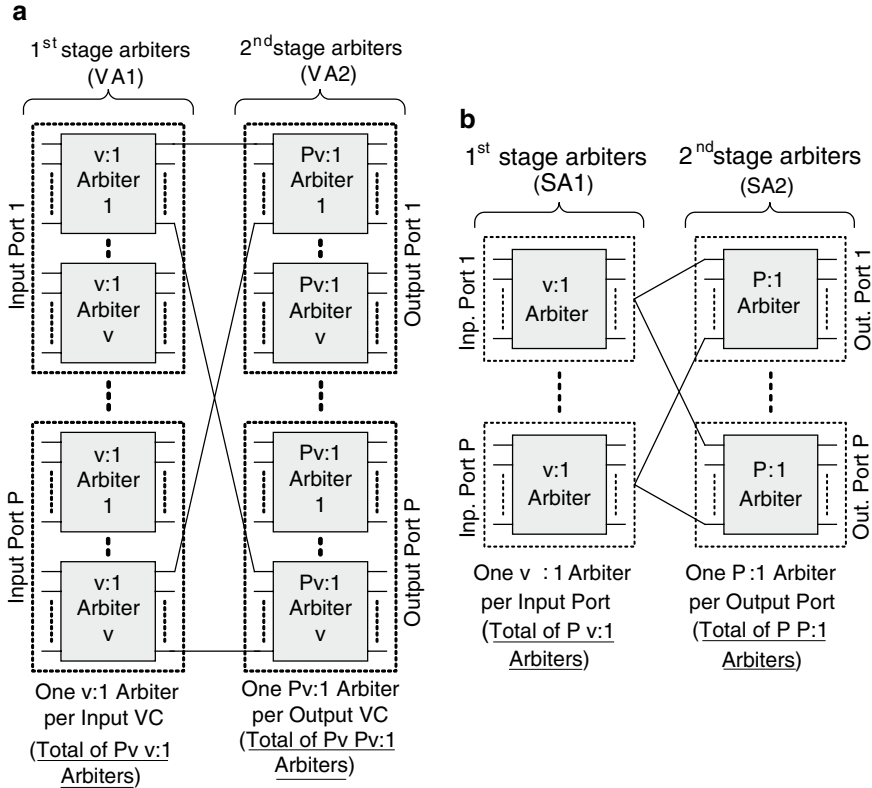 a
1st stage arbiters
(VA1)
2nd stage arbiters
(VA2)
Input Port 1
v:1
Arbiter
1
v:1
Arbiter
v
Pv:1
Arbiter
1
Pv:1
Arbiter
v
Output Port 1
Input Port P
v:1
Arbiter
1
v:1
Arbiter
v
Pv:1
Arbiter
1
Pv:1
Arbiter
v
Output Port P
One v:1 Arbiter
per Input VC
(Total of Pv v:1
Arbiters)
One Pv:1 Arbiter
per Output VC
(Total of Pv Pv:1
Arbiters)
b
1st stage arbiters
(SA1)
2nd stage arbiters
(SA2)
Inp. Port 1
v:1
Arbiter
P:1
Arbiter
Out. Port 1
Inp. Port P
v:1
Arbiter
P:1
Arbiter
Out. Port P
One v : 1 Arbiter
per Input Port
(Total of P v:1
Arbiters)
One P:1 Arbiter
per Output Port
(Total of P P:1
Arbiters)